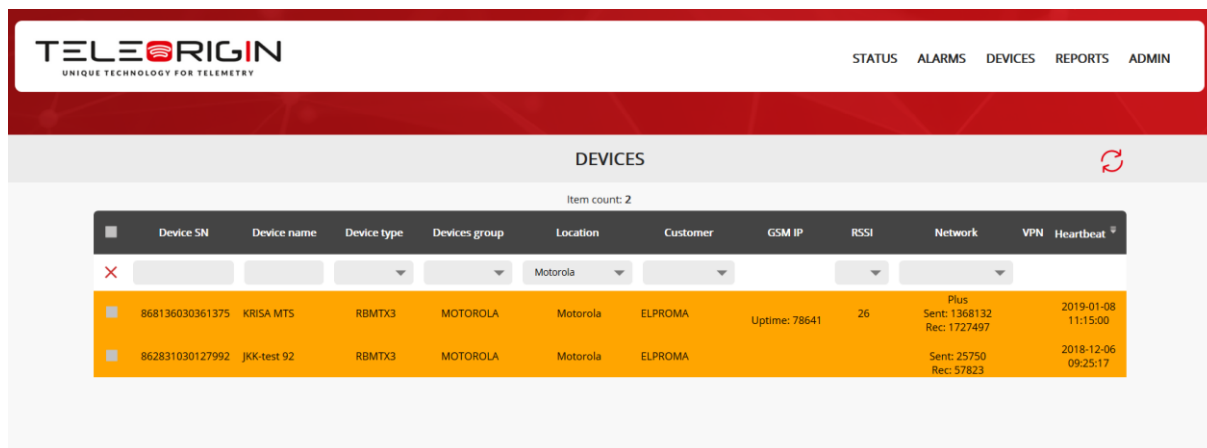 TELEORIGIN
UNIQUE TECHNOLOGY FOR TELEMETRY
STATUS ALARMS DEVICES REPORTS ADMIN
DEVICES
Item count: 2
Device SN Device name Device type Devices group Location Customer GSM IP RSSI Network VPN Heartbeat
Motorola
868136030361375 KRISA MTS RBMTX3 MOTOROLA Motorola ELPROMA Uptime: 78641 26 Plus
Sent: 1368132
Rec: 1727497
2019-01-08
11:15:00
862831030127992 JKK-test 92 RBMTX3 MOTOROLA Motorola ELPROMA Sent: 25750
Rec: 57823
2018-12-06
09:25:17